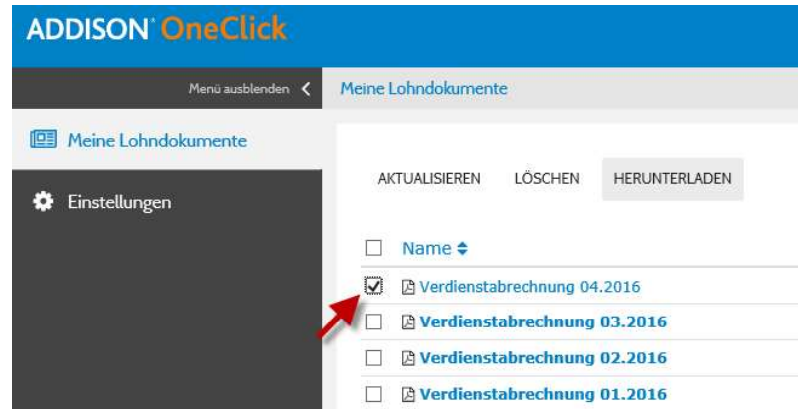 ADDISON® OneClick
Menü ausblenden
Meine Lohndokumente
Meine Lohndokumente
Einstellungen
AKTUALISIEREN LÖSCHEN HERUNTERLADEN
Name
Verdienstabrechnung 04.2016
Verdienstabrechnung 03.2016
Verdienstabrechnung 02.2016
Verdienstabrechnung 01.2016